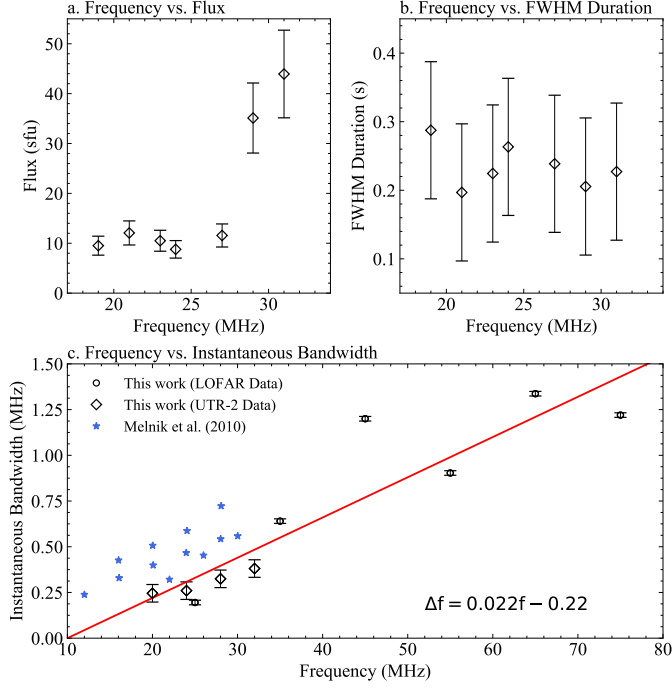 a. Frequency vs. Flux
Flux (sfu)
50
40
30
20
10
0
20 25 30
Frequency (MHz)
b. Frequency vs. FWHM Duration
FWHM Duration (s)
0.4
0.3
0.2
0.1
20 25 30
Frequency (MHz)
c. Frequency vs. Instantaneous Bandwidth
Instantaneous Bandwidth (MHz)
1.50
1.25
1.00
0.75
0.50
0.25
0.00
This work (LOFAR Data)
This work (UTR-2 Data)
Melnik et al. (2010)
Δf = 0.022f − 0.22
10 20 30 40 50 60 70 80
Frequency (MHz)